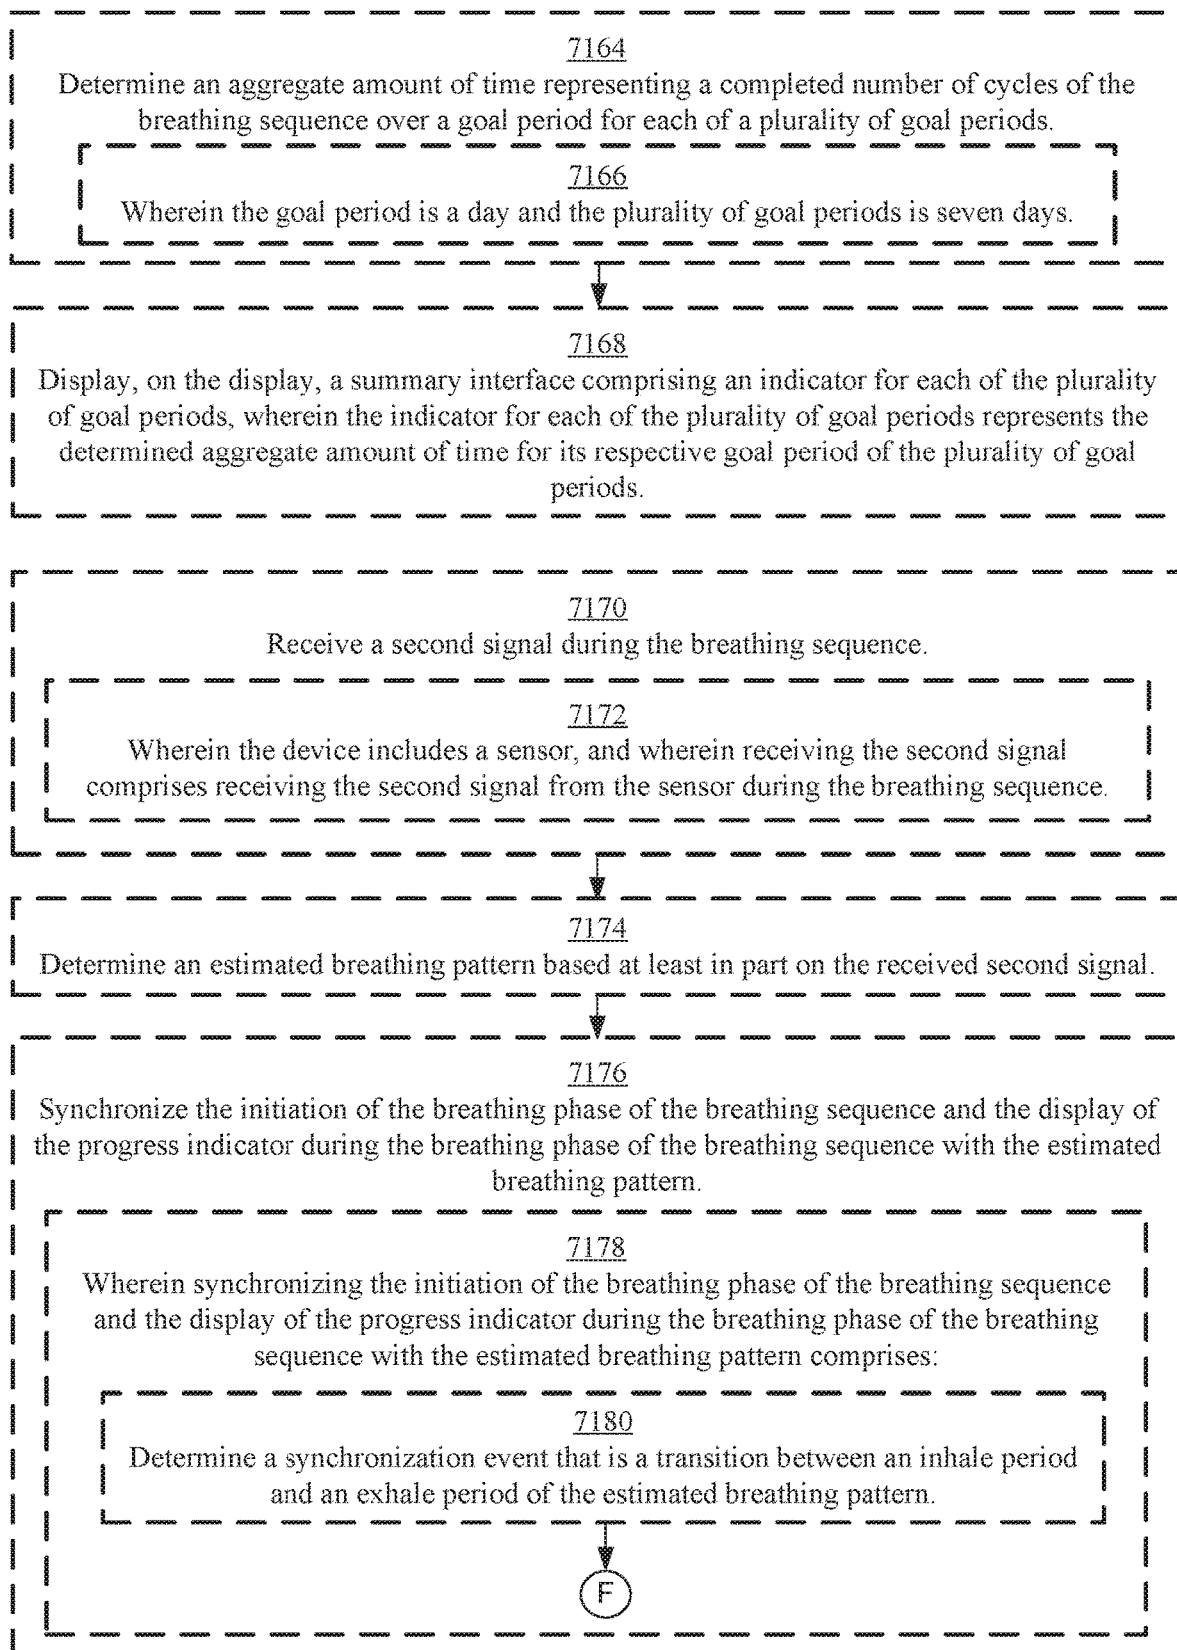 7164
Determine an aggregate amount of time representing a completed number of cycles of the
breathing sequence over a goal period for each of a plurality of goal periods.
7166
Wherein the goal period is a day and the plurality of goal periods is seven days.
7168
Display, on the display, a summary interface comprising an indicator for each of the plurality
of goal periods, wherein the indicator for each of the plurality of goal periods represents the
determined aggregate amount of time for its respective goal period of the plurality of goal
periods.
7170
Receive a second signal during the breathing sequence.
7172
Wherein the device includes a sensor, and wherein receiving the second signal
comprises receiving the second signal from the sensor during the breathing sequence.
7174
Determine an estimated breathing pattern based at least in part on the received second signal.
7176
Synchronize the initiation of the breathing phase of the breathing sequence and the display of
the progress indicator during the breathing phase of the breathing sequence with the estimated
breathing pattern.
7178
Wherein synchronizing the initiation of the breathing phase of the breathing sequence
and the display of the progress indicator during the breathing phase of the breathing
sequence with the estimated breathing pattern comprises:
7180
Determine a synchronization event that is a transition between an inhale period
and an exhale period of the estimated breathing pattern.
F